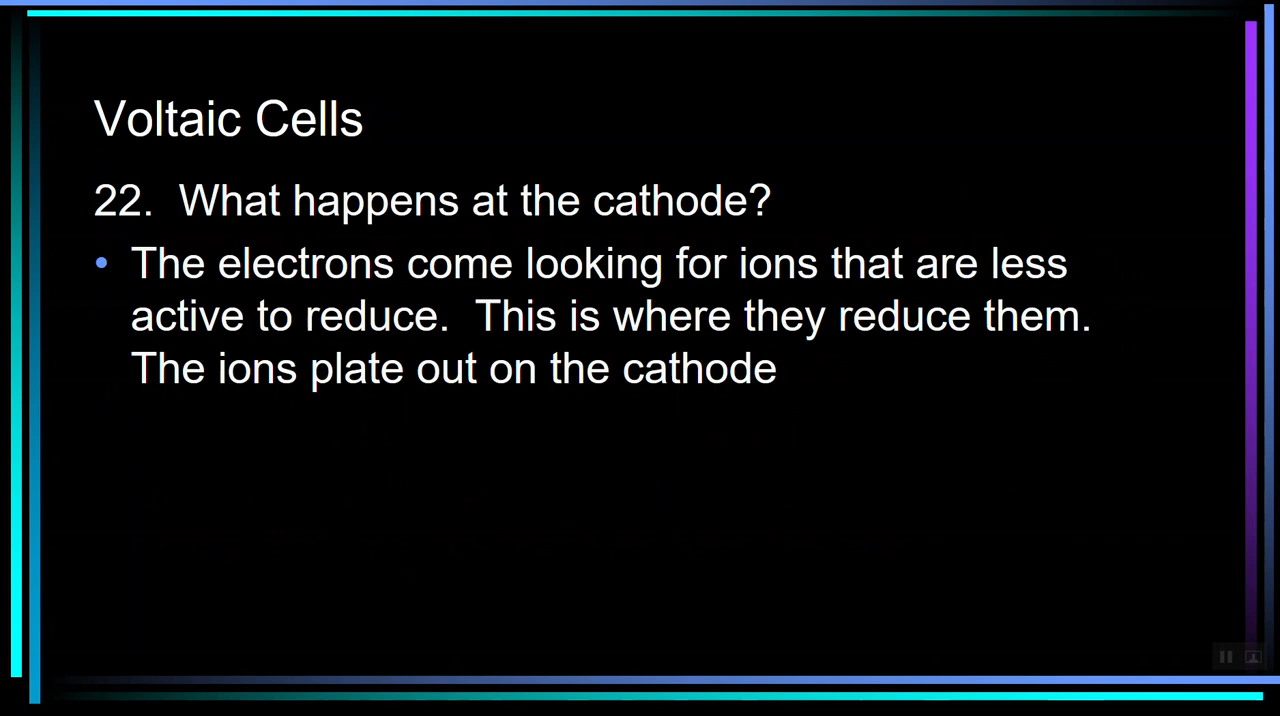 Voltaic Cells
22.  What happens at the cathode?
• The electrons come looking for ions that are less
active to reduce.  This is where they reduce them.
The ions plate out on the cathode